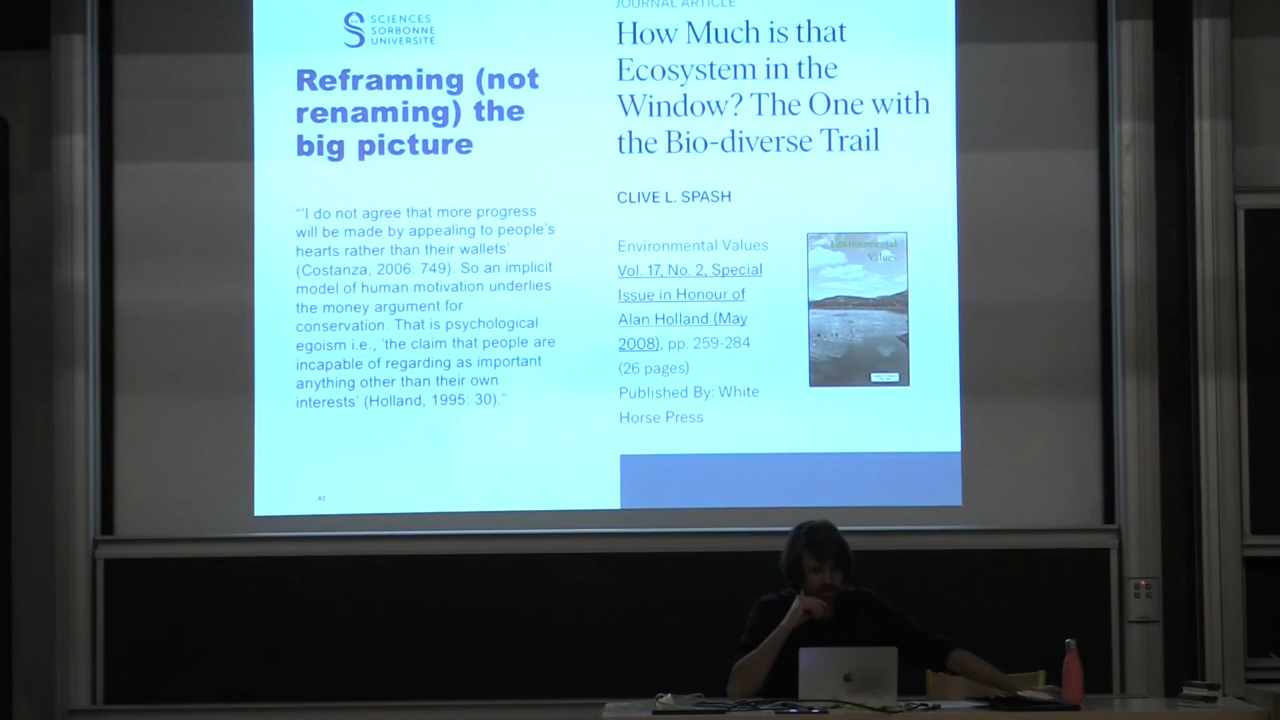 SCIENCES
SORBONNE
UNIVERSITÉ
Reframing (not
renaming) the
big picture
“‘I do not agree that more progress
will be made by appealing to people’s
hearts rather than their wallets’
(Costanza, 2006: 749). So an implicit
model of human motivation underlies
the money argument for
conservation. That is psychological
egoism i.e., ‘the claim that people are
incapable of regarding as important
anything other than their own
interests’ (Holland, 1995: 30).”
42
JOURNAL ARTICLE
How Much is that
Ecosystem in the
Window? The One with
the Bio-diverse Trail
CLIVE L. SPASH
Environmental Values
Vol. 17, No. 2, Special
Issue in Honour of
Alan Holland (May
2008), pp. 259-284
(26 pages)
Published By: White
Horse Press
Environmental
Values